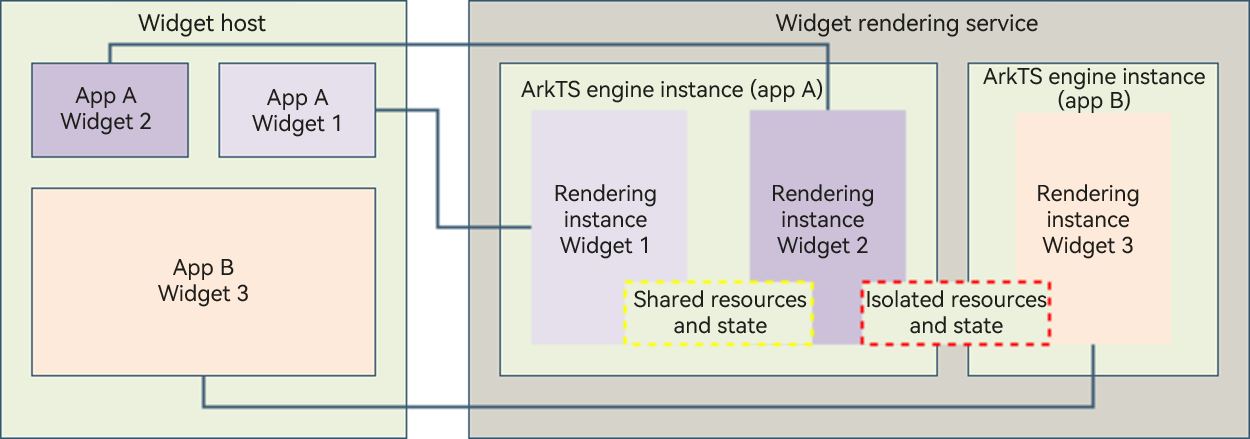 Widget host
App A
Widget 2
App A
Widget 1
App B
Widget 3
Widget rendering service
ArkTS engine instance (app A)
Rendering
instance
Widget 1
Rendering
instance
Widget 2
Shared resources
and state
Isolated resources
and state
ArkTS engine instance
(app B)
Rendering
instance
Widget 3